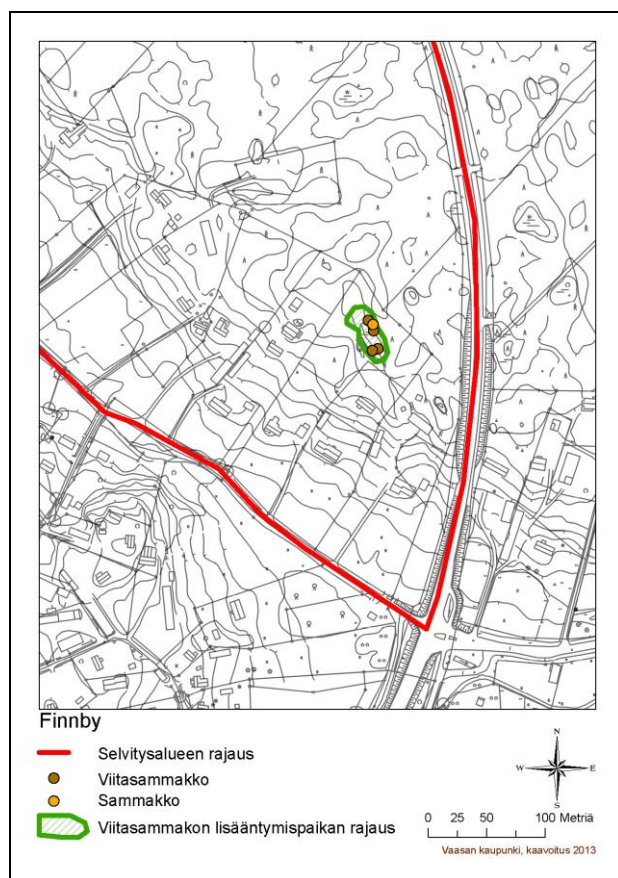 Finnby
Selvitysalueen rajaus
Viitasammakko
Sammakko
Viitasammakon lisääntymispaikan rajaus
N
W E
S
0 25 50 100 Metriä
Vaasan kaupunki, kaavoitus 2013